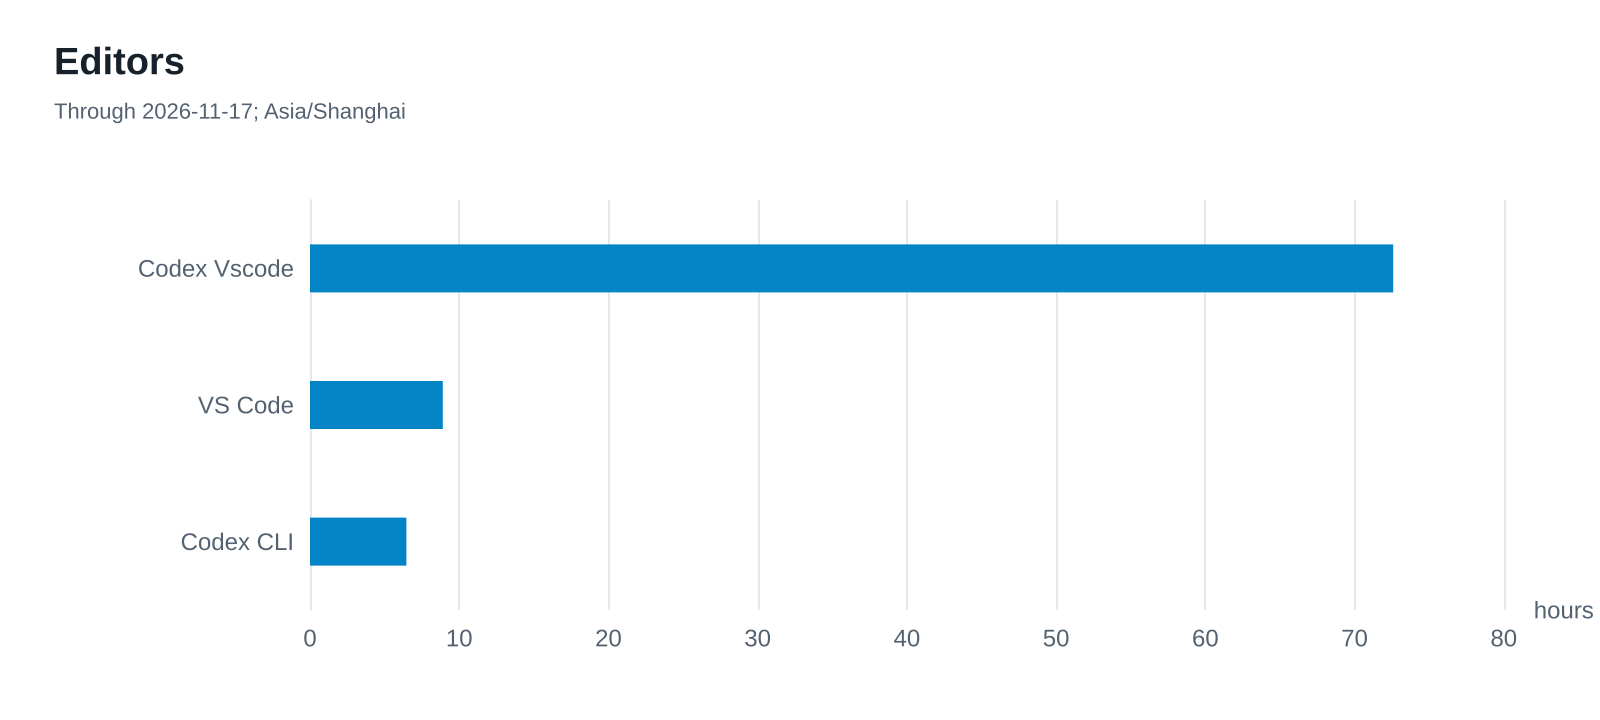 Editors
Through 2026-11-17; Asia/Shanghai
Codex Vscode
VS Code
Codex CLI
hours
0 10 20 30 40 50 60 70 80